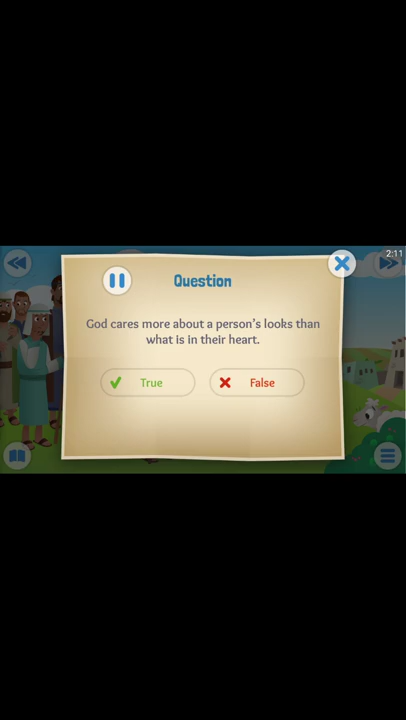 2:11
Question
God cares more about a person's looks than
what is in their heart.
True
False